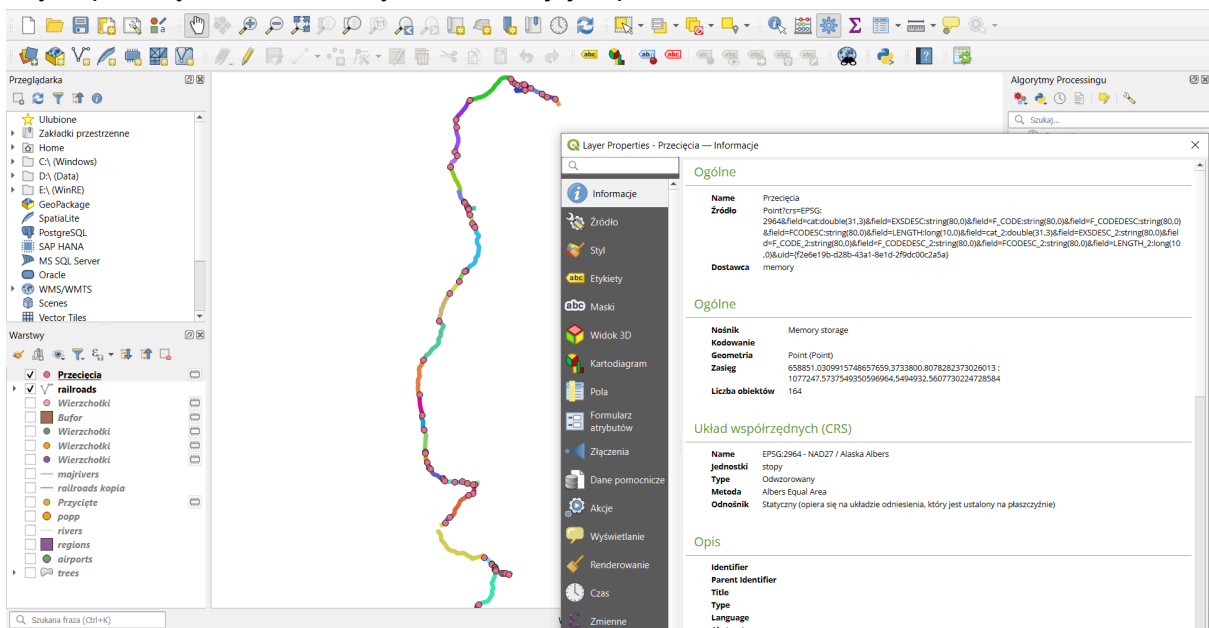 Przeglądarka
Ulubione
Zakładki przestrzenne
Home
C:\ (Windows)
D:\ (Data)
E:\ (WinRE)
GeoPackage
SpatiaLite
PostgreSQL
SAP HANA
MS SQL Server
Oracle
WMS/WMTS
Scenes
Vector Tiles
Warstwy
Przecięcia
railroads
Wierzchołki
Bufor
Wierzchołki
Wierzchołki
Wierzchołki
majrivers
railroads kopia
Przycięte
popp
rivers
regions
airports
trees
Szukana fraza (Ctrl+K)
Algorytmy Processingu
Szukaj...
Layer Properties - Przecięcia — Informacje
Informacje
Źródło
Styl
Etykiety
Maski
Widok 3D
Kartodiagram
Pola
Formularz
atrybutów
Złączenia
Dane pomocnicze
Akcje
Wyświetlanie
Renderowanie
Czas
Zmienne
Ogólne
Name Przecięcia
Źródło Point?crs=EPSG:
2964&field=cat:double(31,3)&field=EXSDESC:string(80,0)&field=F_CODE:string(80,0)&field=F_CODEDESC:string(80,0)
&field=FCODESC:string(80,0)&field=LENGTH:long(10,0)&field=cat_2:double(31,3)&field=EXSDESC_2:string(80,0)&fiel
d=F_CODE_2:string(80,0)&field=F_CODEDESC_2:string(80,0)&field=FCODESC_2:string(80,0)&field=LENGTH_2:long(10
,0)&uid={f2e6e19b-d28b-43a1-8e1d-2f9dc00c2a5a}
Dostawca memory
Ogólne
Nośnik Memory storage
Kodowanie
Geometria Point (Point)
Zasięg 658851.0309915748657659,3733800.8078282373026013 :
1077247.5737549350596964,5494932.5607730224728584
Liczba obiektów 164
Układ współrzędnych (CRS)
Name EPSG:2964 - NAD27 / Alaska Albers
Jednostki stopy
Type Odwzorowany
Metoda Albers Equal Area
Odnośnik Statyczny (opiera się na układzie odniesienia, który jest ustalony na płaszczyźnie)
Opis
Identifier
Parent Identifier
Title
Type
Language